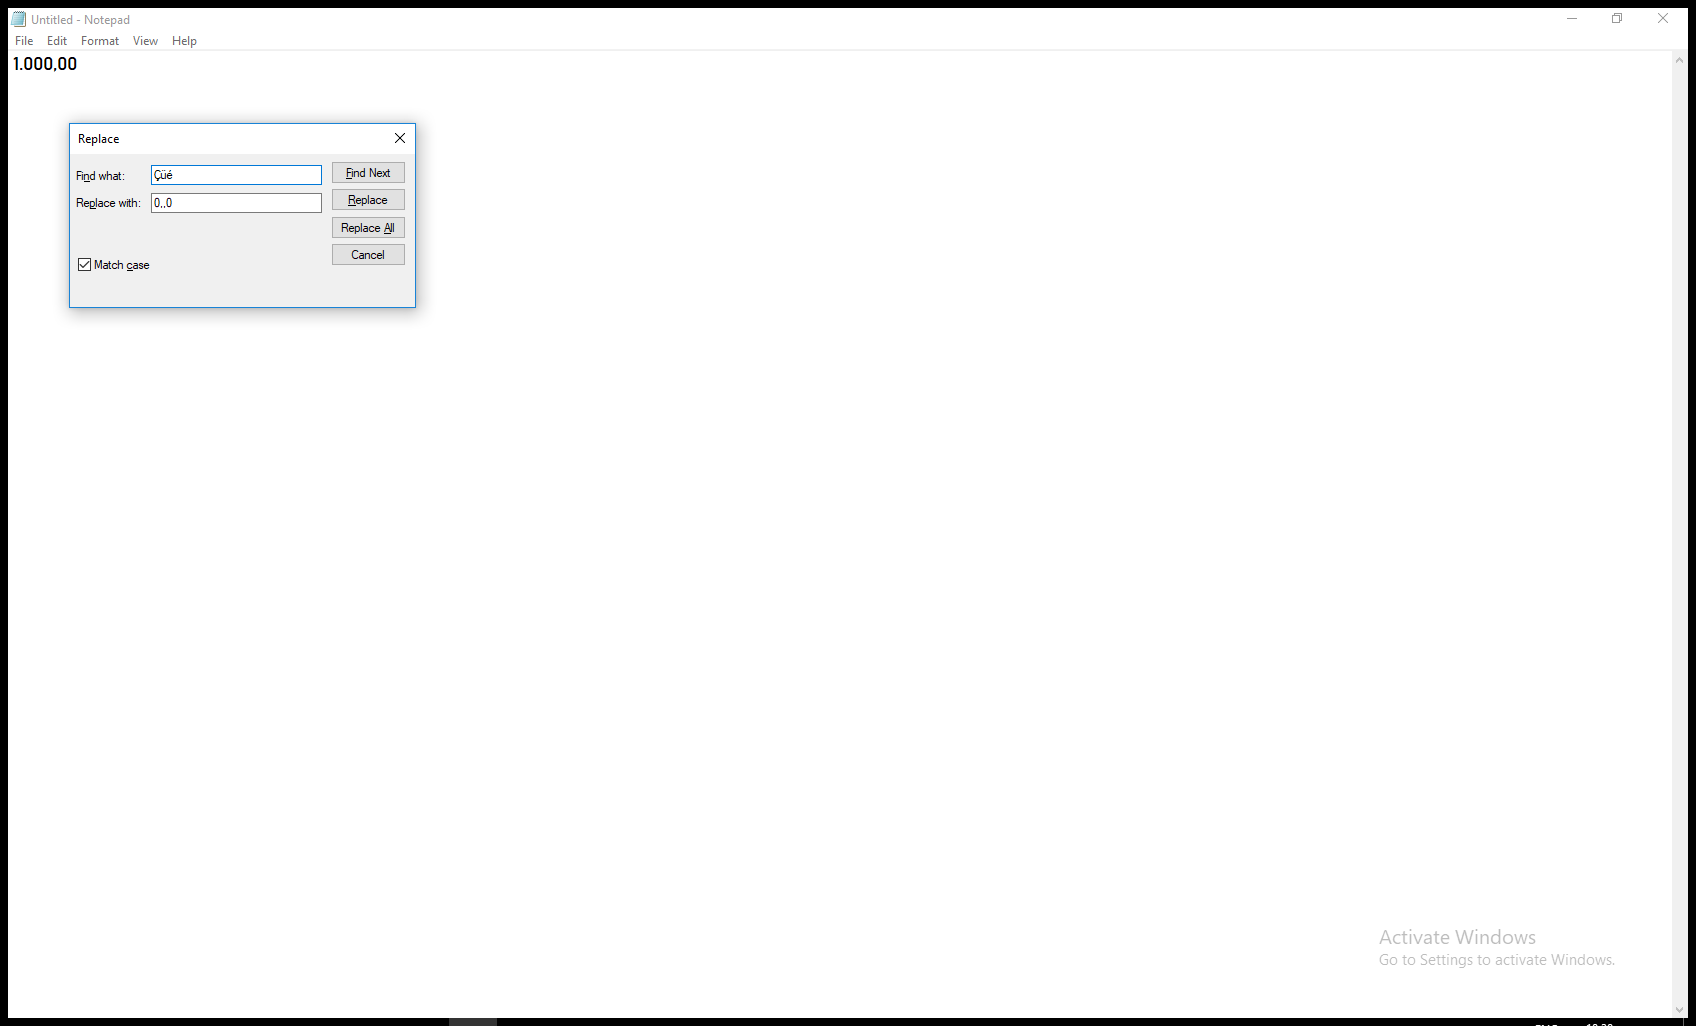 Untitled - Notepad
File Edit Format View Help
1.000,00
Replace
Find what: Çüé
Find Next
Replace with: 0,,0
Replace
Replace All
Cancel
Match case
Activate Windows
Go to Settings to activate Windows.